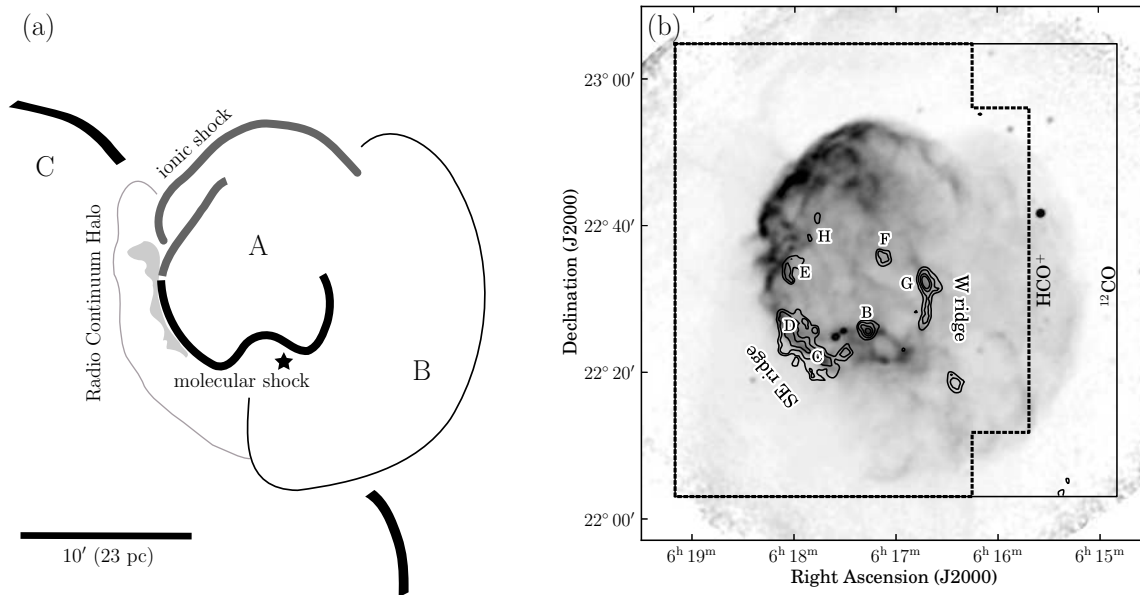 (a)
ionic shock
C
A
Radio Continuum Halo
B
molecular shock
10′ (23 pc)
(b)
23° 00′
22° 40′
22° 20′
22° 00′
Declination (J2000)
H
F
E
G
W ridge
D
B
C
SE ridge
HCO⁺
¹²CO
6ʰ 19ᵐ
6ʰ 18ᵐ
6ʰ 17ᵐ
6ʰ 16ᵐ
6ʰ 15ᵐ
Right Ascension (J2000)